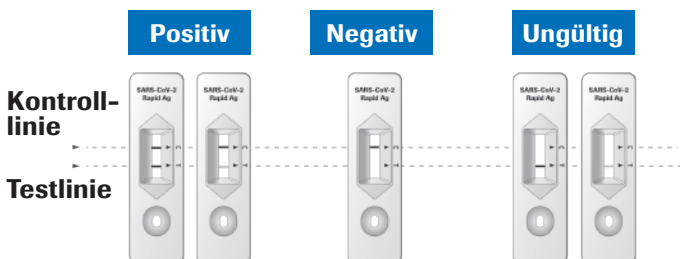 Positiv
Negativ
Ungültig
SARS-CoV-2
Rapid Ag
SARS-CoV-2
Rapid Ag
SARS-CoV-2
Rapid Ag
SARS-CoV-2
Rapid Ag
SARS-CoV-2
Rapid Ag
Kontroll-
linie
C
C
C
C
C
Testlinie
T
T
T
T
T